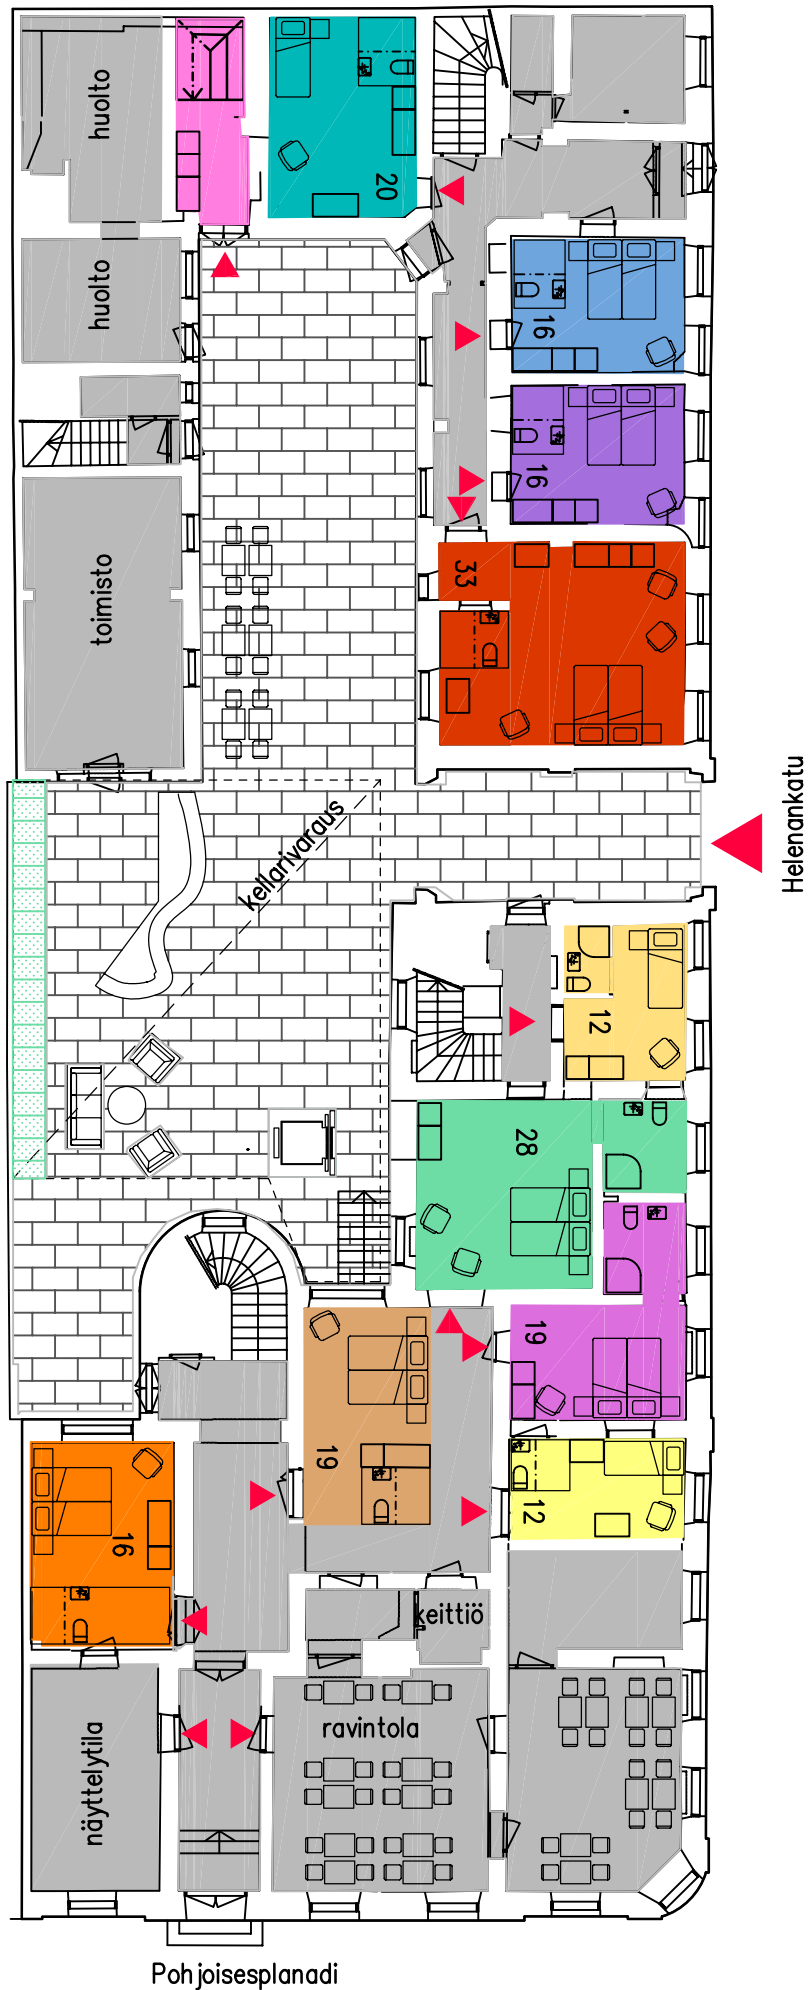 huolto
20
huolto
16
16
33
toimisto
kellarivaraus
Helenankatu
12
28
19
19
12
16
keittiö
ravintola
näyttelytila
Pohjoisesplanadi